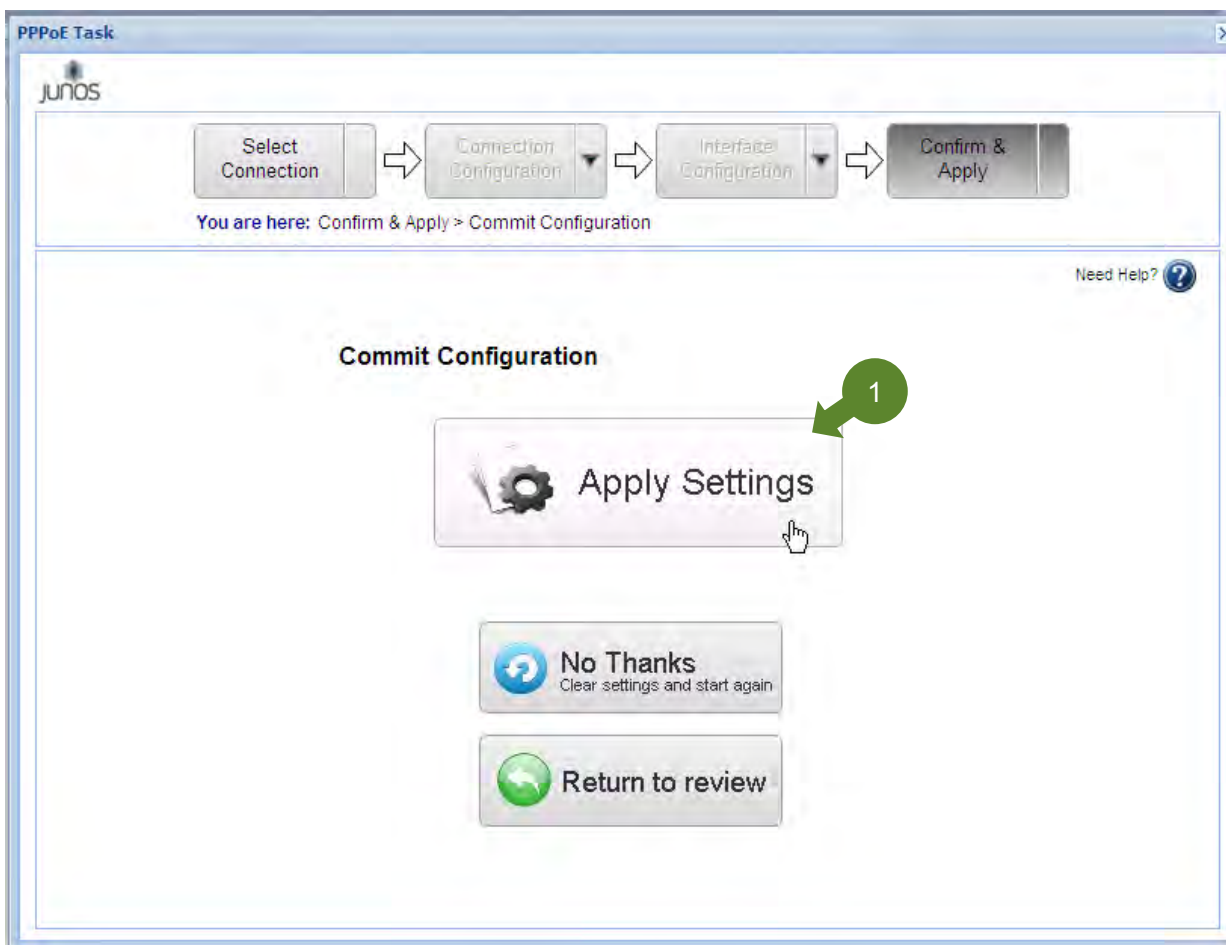 PPPoE Task
JUNOS
Select
Connection
Connection
Configuration
Interface
Configuration
Confirm &
Apply
You are here: Confirm & Apply > Commit Configuration
Need Help?
Commit Configuration
1
Apply Settings
No Thanks
Clear settings and start again
Return to review